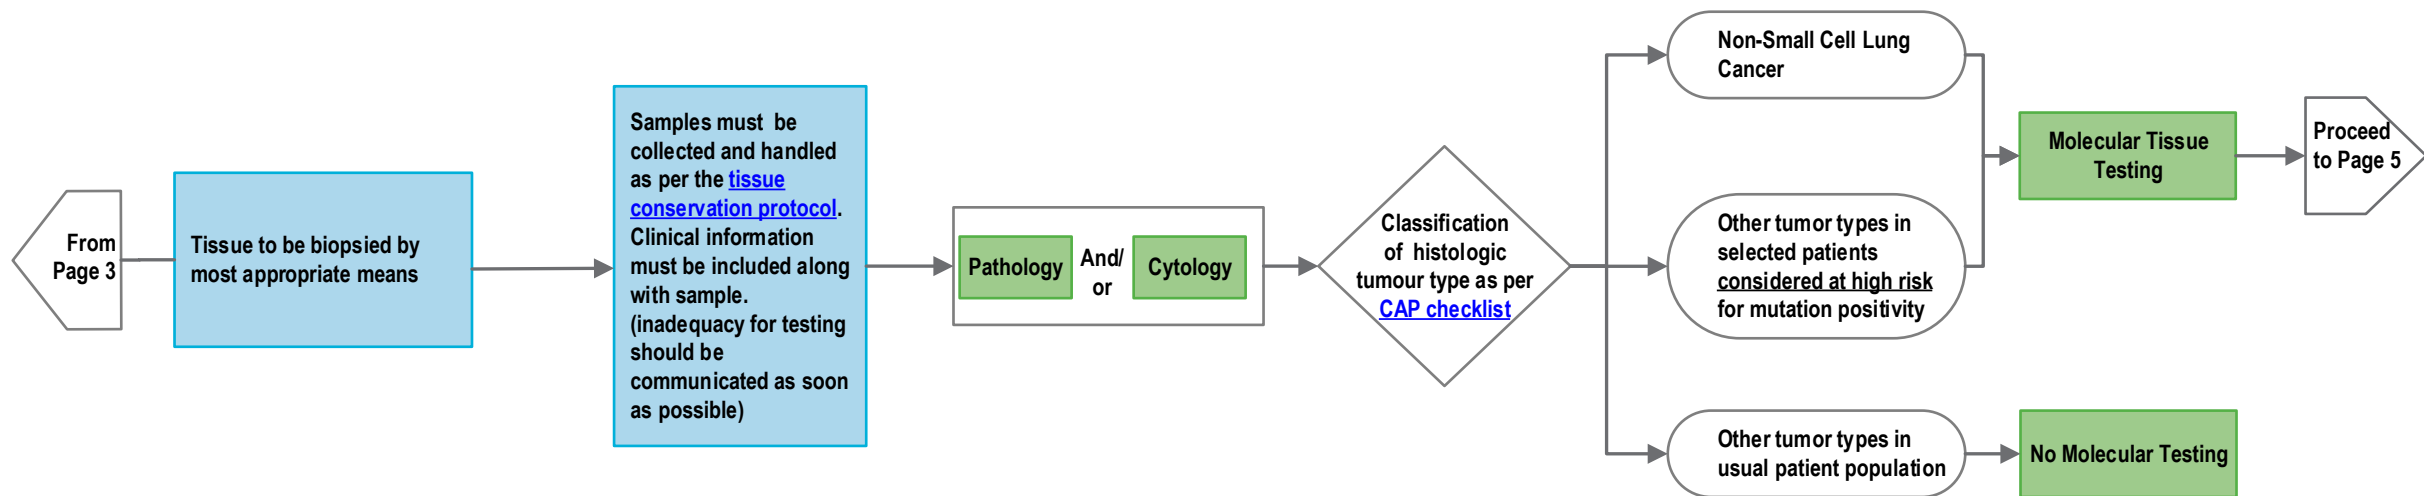 From
Page 3
Tissue to be biopsied by
most appropriate means
Samples must be
collected and handled
as per the tissue
conservation protocol.
Clinical information
must be included along
with sample.
(inadequacy for testing
should be
communicated as soon
as possible)
Pathology
And/
or
Cytology
Classification
of histologic
tumour type as per
CAP checklist
Non-Small Cell Lung
Cancer
Other tumor types in
selected patients
considered at high risk
for mutation positivity
Other tumor types in
usual patient population
Molecular Tissue
Testing
No Molecular Testing
Proceed
to Page 5